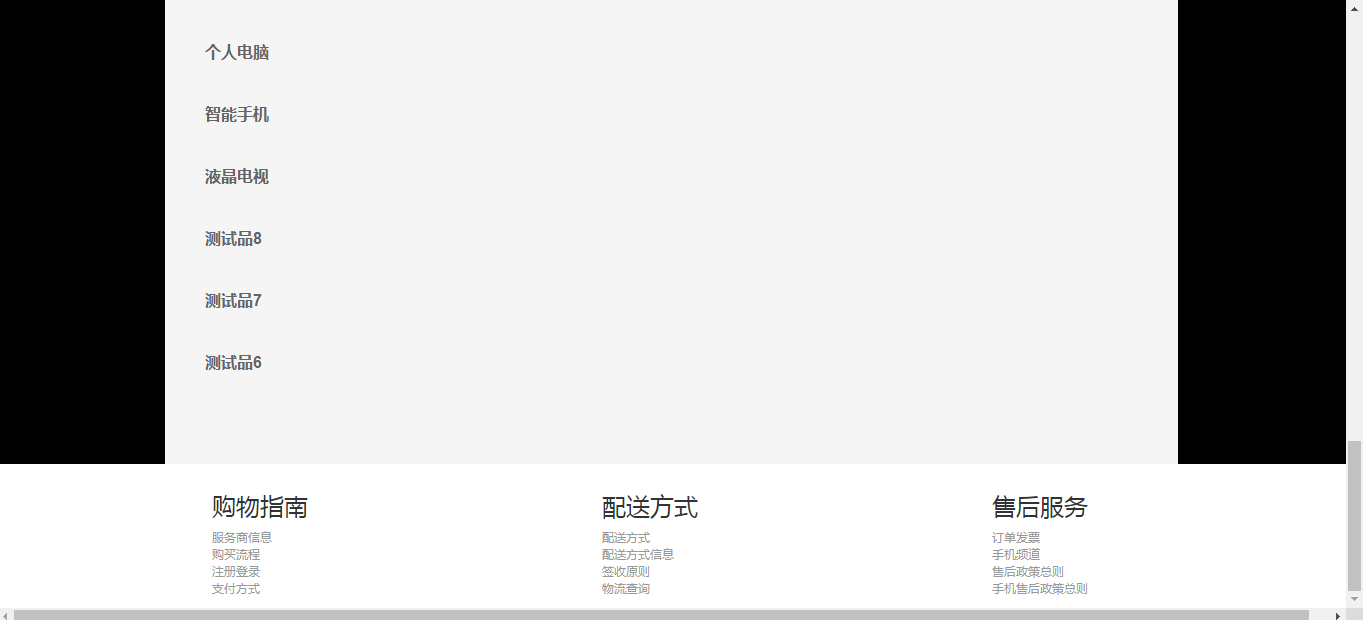 个人电脑
智能手机
液晶电视
测试品8
测试品7
测试品6
购物指南
服务商信息
购买流程
注册登录
支付方式
配送方式
配送方式
配送方式信息
签收原则
物流查询
售后服务
订单发票
手机频道
售后政策总则
手机售后政策总则